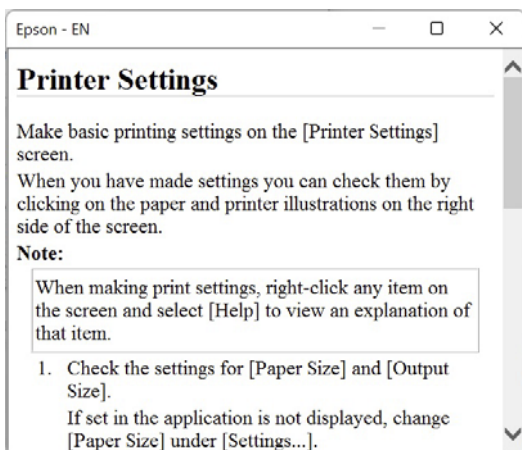 Epson - EN
Printer Settings
Make basic printing settings on the [Printer Settings]
screen.
When you have made settings you can check them by
clicking on the paper and printer illustrations on the right
side of the screen.
Note:
When making print settings, right-click any item on
the screen and select [Help] to view an explanation of
that item.
1. Check the settings for [Paper Size] and [Output
Size].
If set in the application is not displayed, change
[Paper Size] under [Settings...].